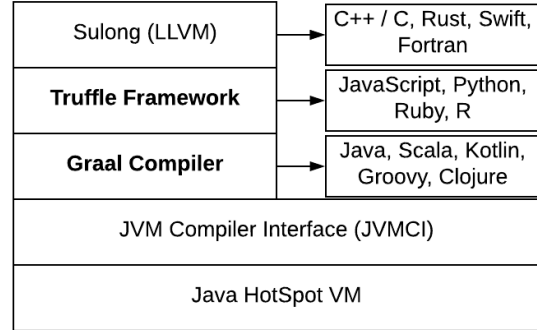 Sulong (LLVM)
C++ / C, Rust, Swift,
Fortran
Truffle Framework
JavaScript, Python,
Ruby, R
Graal Compiler
Java, Scala, Kotlin,
Groovy, Clojure
JVM Compiler Interface (JVMCI)
Java HotSpot VM